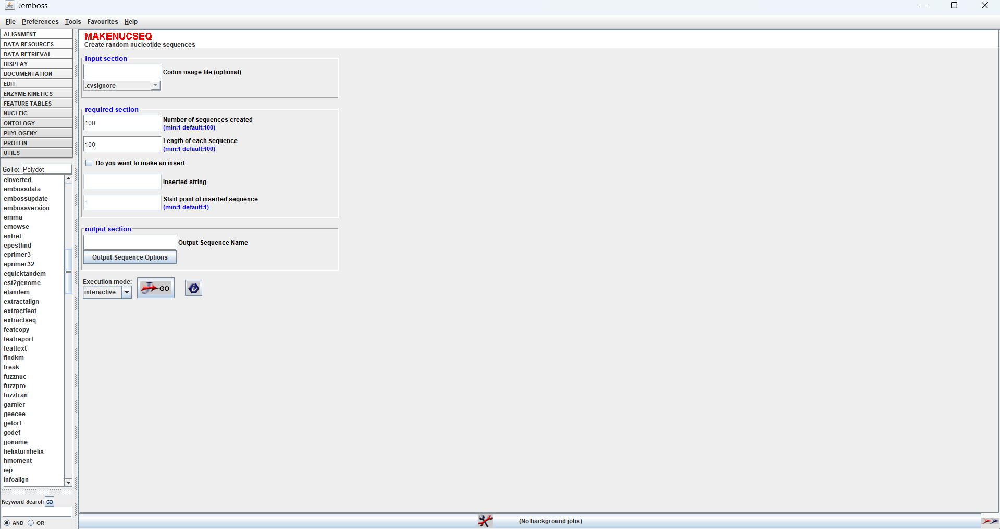 Jemboss
File Preferences Tools Favourites Help
ALIGNMENT
DATA RESOURCES
DATA RETRIEVAL
DISPLAY
DOCUMENTATION
EDIT
ENZYME KINETICS
FEATURE TABLES
NUCLEIC
ONTOLOGY
PHYLOGENY
PROTEIN
UTILS
GoTo: Polydot
einverted
embossdata
embossupdate
embossversion
emma
emowse
entret
epestfind
eprimer3
eprimer32
equicktandem
est2genome
etandem
extractalign
extractfeat
extractseq
featcopy
featreport
feattext
findkm
freak
fuzznuc
fuzzpro
fuzztran
garnier
geecee
getorf
godef
goname
helixturnhelix
hmoment
iep
infoalign
Keyword Search GO
AND OR
MAKENUCSEQ
Create random nucleotide sequences
input section
Codon usage file (optional)
.cvsignore
required section
100 Number of sequences created
(min:1 default:100)
100 Length of each sequence
(min:1 default:100)
Do you want to make an insert
Inserted string
1 Start point of inserted sequence
(min:1 default:1)
output section
Output Sequence Name
Output Sequence Options
Execution mode:
interactive
GO
i
(No background jobs)